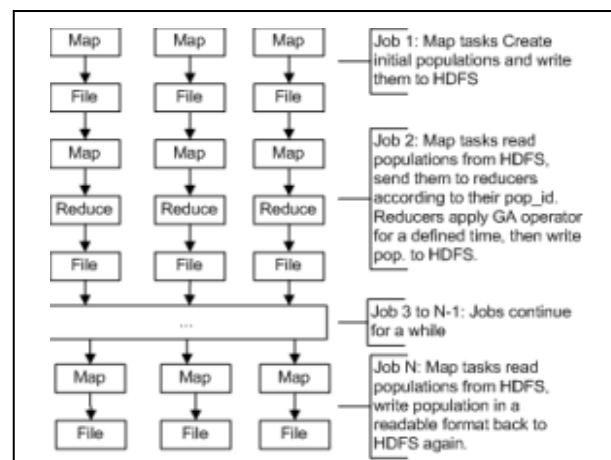 Map Map Map
Job 1: Map tasks Create
initial populations and write
them to HDFS
File File File
Map Map Map
Job 2: Map tasks read
populations from HDFS,
send them to reducers
according to their pop_id.
Reducers apply GA operator
for a defined time, then write
pop. to HDFS.
Reduce Reduce Reduce
File File File
...
Job 3 to N-1: Jobs continue
for a while
Map Map Map
Job N: Map tasks read
populations from HDFS,
write population in a
readable format back to
HDFS again.
File File File